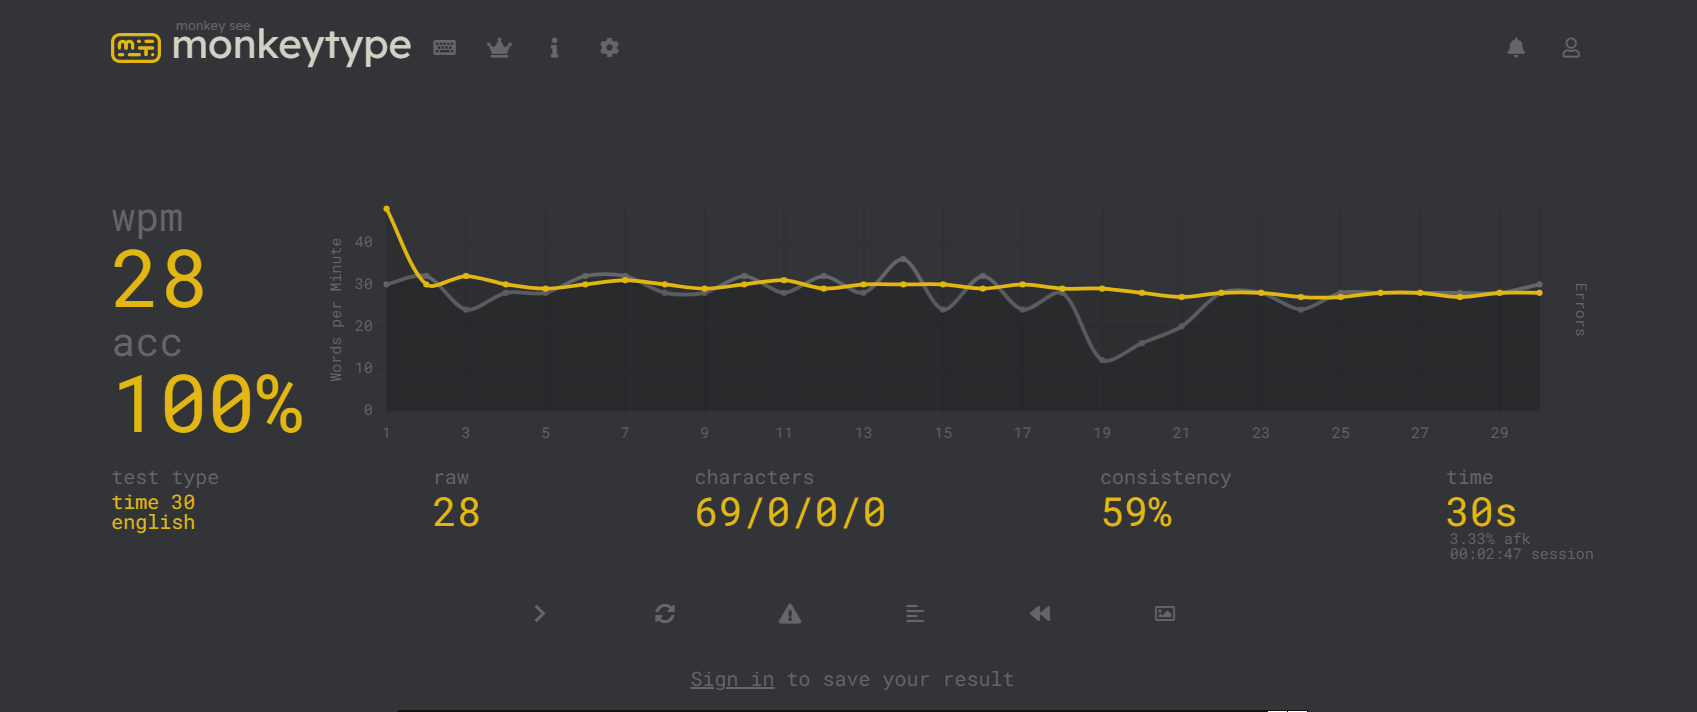 monkey see
monkeytype
wpm
28
acc
100%
Words per Minute
40
30
20
10
0
1 3 5 7 9 11 13 15 17 19 21 23 25 27 29
Errors
test type
time 30
english
raw
28
characters
69/0/0/0
consistency
59%
time
30s
3.33% afk
00:02:47 session
Sign in to save your result